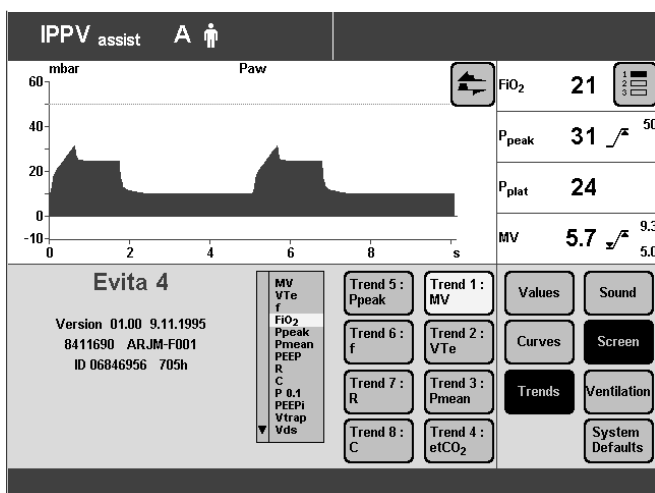 IPPV assist A
mbar Paw
60
40
20
0
-10
0 2 4 6 8 s
1
2
3
FiO2 21
Ppeak 31 50
Pplat 24
MV 5.7 9.3
5.0
Evita 4
Version 01.00 9.11.1995
8411690 ARJM-F001
ID 06846956 705h
MV
VTe
f
FiO2
Ppeak
Pmean
PEEP
R
C
P 0.1
PEEPi
Vtrap
Vds
Trend 5 :
Ppeak
Trend 1 :
MV
Trend 6 :
f
Trend 2 :
VTe
Trend 7 :
R
Trend 3 :
Pmean
Trend 8 :
C
Trend 4 :
etCO2
Values
Sound
Curves
Screen
Trends
Ventilation
System
Defaults